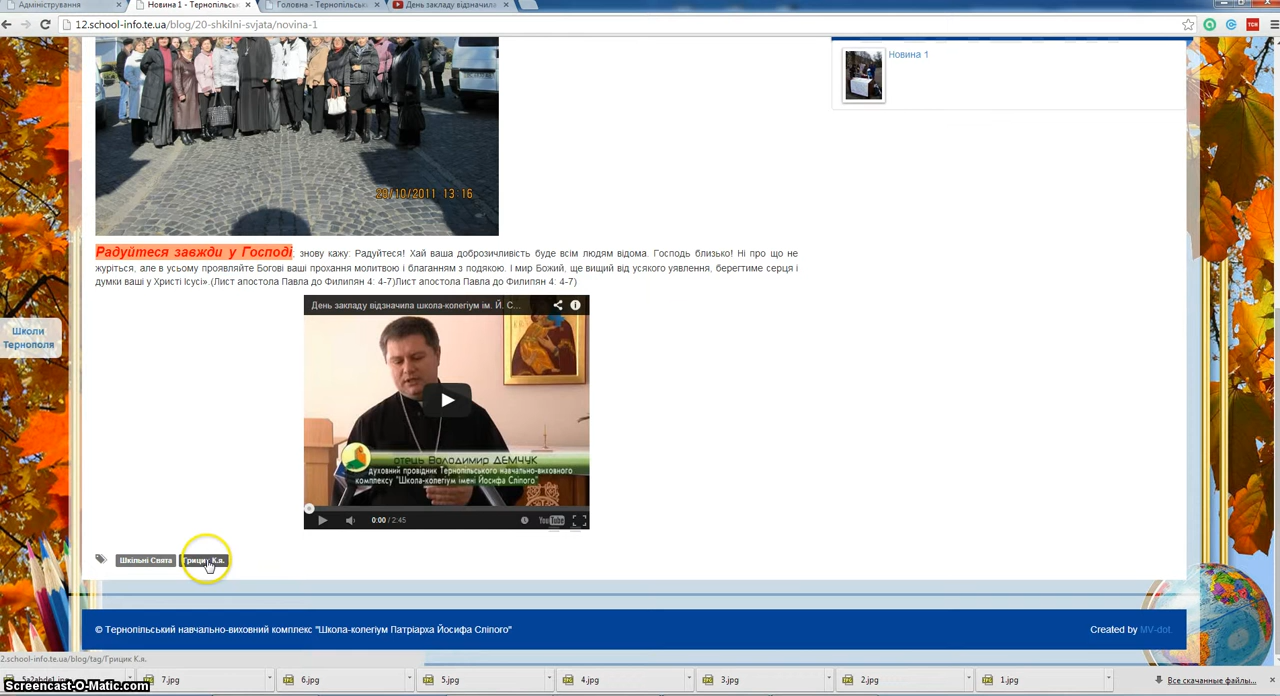 Адміністрування
Новина 1 - Тернопільськ
Головна - Тернопільськ
День закладу відзначила
12.school-info.te.ua/blog/20-shkilni-svjata/novina-1
Новина 1
28/10/2011 13:16
Радуйтеся завжди у Господі, знову кажу: Радуйтеся! Хай ваша доброзичливість буде всім людям відома. Господь близько! Ні про що не
журіться, але в усьому проявляйте Богові ваші прохання молитвою і благанням з подякою. І мир Божий, ще вищий від усякого уявлення, берегтиме серця і
думки ваші у Христі Ісусі».(Лист апостола Павла до Филипян 4: 4-7)Лист апостола Павла до Филипян 4: 4-7)
Школи
Тернополя
День закладу відзначила школа-колегіум ім. Й. С...
отець Володимир ДЕМЧУК
духовний провідник Тернопільського навчально-виховного
комплексу "Школа-колегіум імені Йосифа Сліпого"
0:00 / 2:45
YouTube
Шкільні Свята
Грицик К.я.
© Тернопільський навчально-виховний комплекс "Школа-колегіум Патріарха Йосифа Сліпого"
Created by MV-dot.
2.school-info.te.ua/blog/tag/Грицик К.я.
5a2abde1.jpg
7.jpg
6.jpg
5.jpg
4.jpg
3.jpg
2.jpg
1.jpg
Все скачанные файлы...
Screencast-O-Matic.com